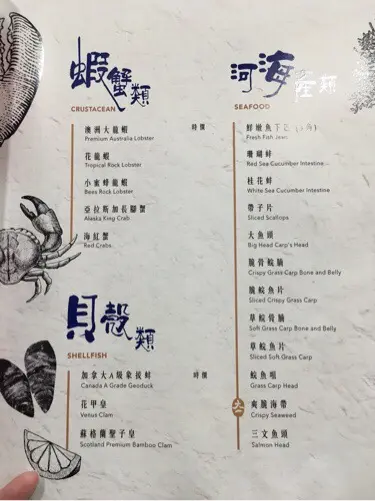 蝦蟹類
CRUSTACEAN
澳洲大龍蝦 時價
Premium Australia Lobster
花龍蝦
Tropical Rock Lobster
小蜜蜂龍蝦
Bees Rock Lobster
亞拉斯加長腳蟹
Alaska King Crab
海紅蟹
Red Crabs
貝殼類
SHELLFISH
加拿大A級象拔蚌 時價
Canada A Grade Geoduck
花甲皇
Venus Clam
蘇格蘭聖子皇
Scotland Premium Bamboo Clam
河海產類
SEAFOOD
鮮嫩魚下巴
Fresh Fish Jean
珊瑚蚌
Red Sea Cucumber Intestine
桂花蚌
White Sea Cucumber Intestine
帶子片
Sliced Scallops
大魚頭
Big Head Carp's Head
脆骨鯇腩
Crispy Grass Carp Bone and Belly
脆鯇魚片
Sliced Crispy Grass Carp
草鯇骨腩
Soft Grass Carp Bone and Belly
草鯇魚片
Sliced Soft Grass Carp
鯇魚咀
Grass Carp Head
爽脆海帶
Crispy Seaweed
三文魚頭
Salmon Head